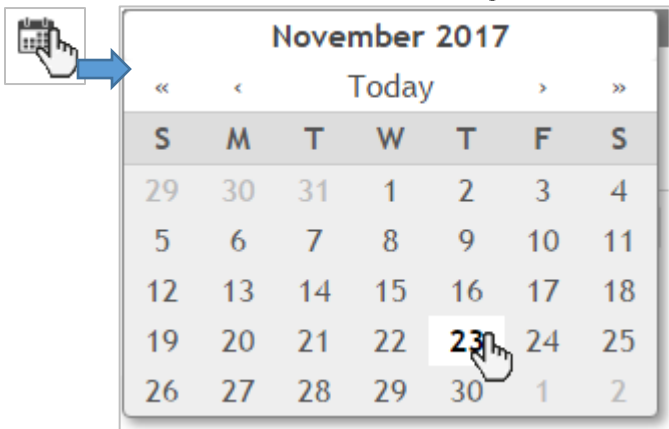 November 2017
« ‹ Today › »
S M T W T F S
29 30 31 1 2 3 4
5 6 7 8 9 10 11
12 13 14 15 16 17 18
19 20 21 22 23 24 25
26 27 28 29 30 1 2